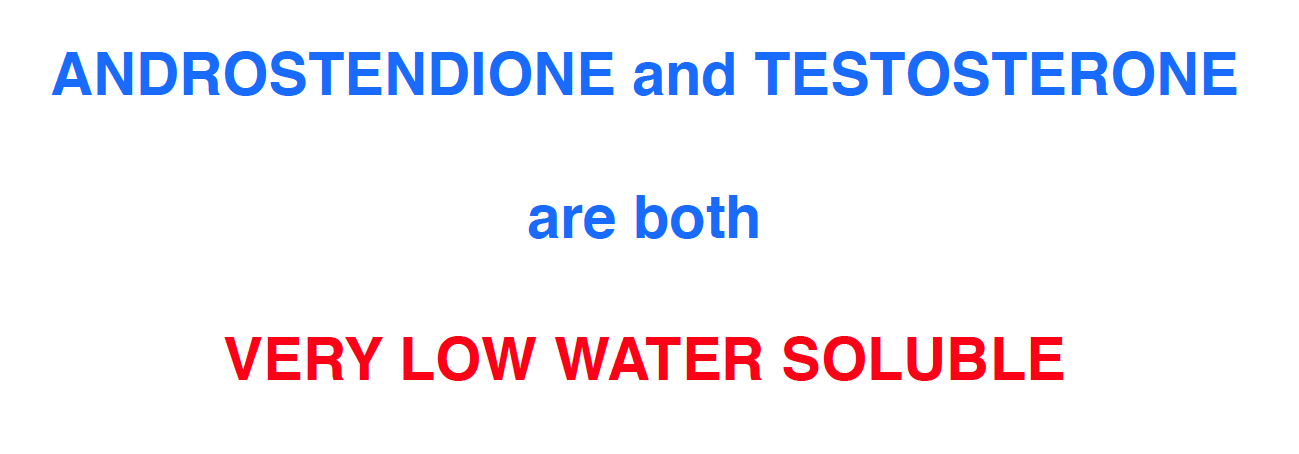 ANDROSTENDIONE and TESTOSTERONE
are both
VERY LOW WATER SOLUBLE